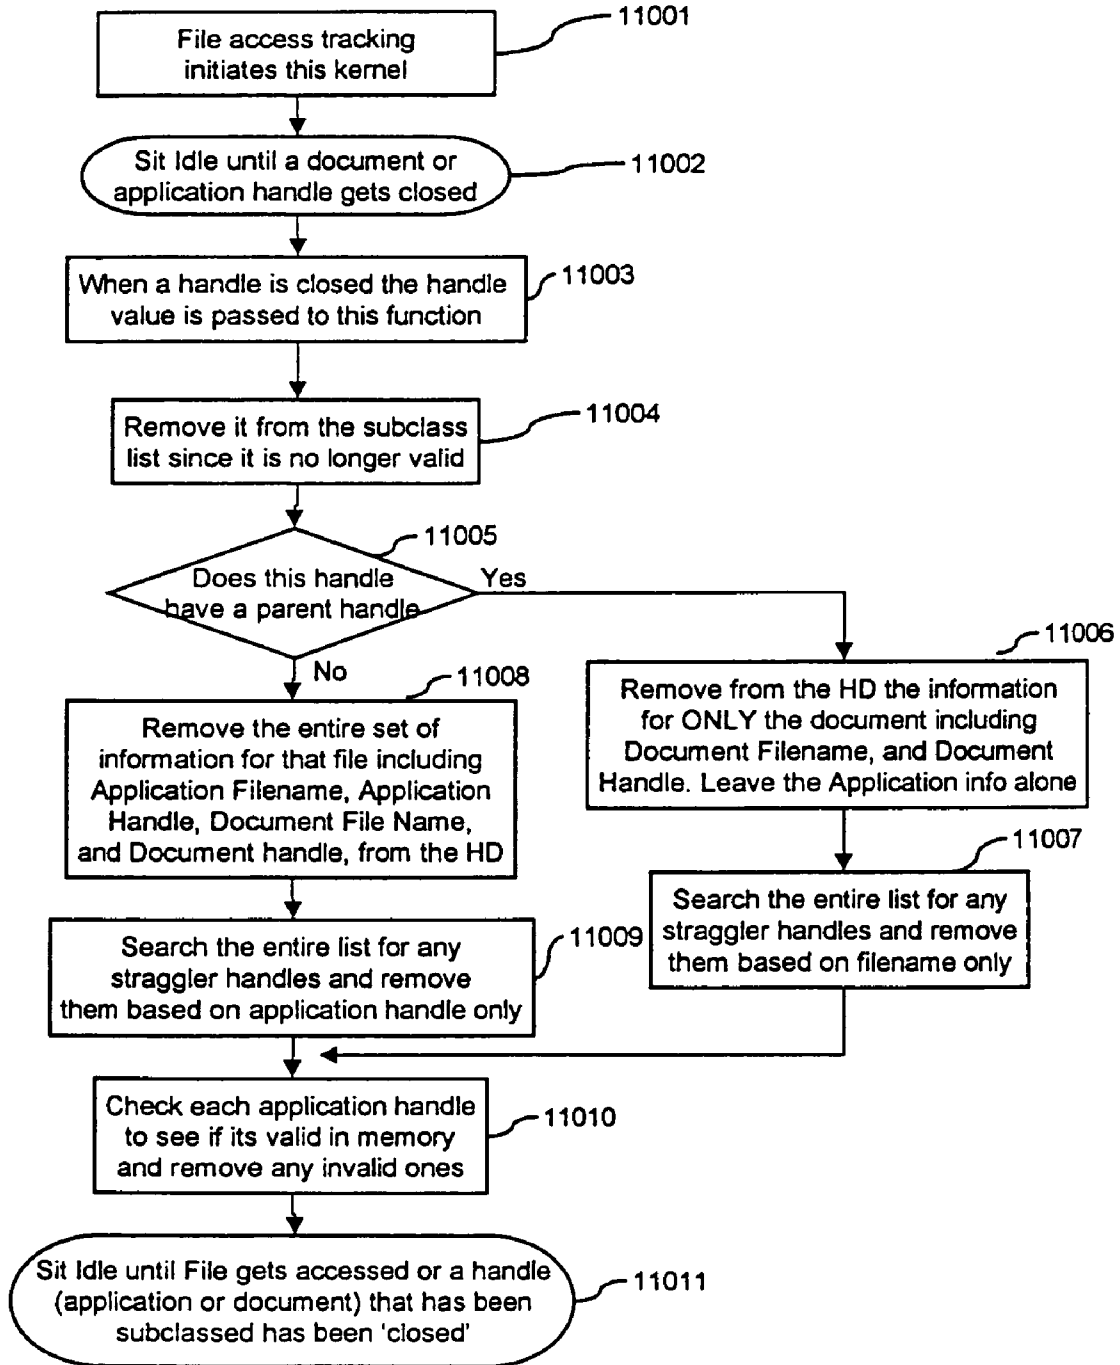 11001
File access tracking
initiates this kernel
Sit Idle until a document or
application handle gets closed
11002
When a handle is closed the handle
value is passed to this function
11003
Remove it from the subclass
list since it is no longer valid
11004
11005
Does this handle
have a parent handle
Yes
No
11006
Remove from the HD the information
for ONLY the document including
Document Filename, and Document
Handle. Leave the Application info alone
11008
Remove the entire set of
information for that file including
Application Filename, Application
Handle, Document File Name,
and Document handle, from the HD
11007
Search the entire list for any
straggler handles and remove
them based on filename only
Search the entire list for any
straggler handles and remove
them based on application handle only
11009
Check each application handle
to see if its valid in memory
and remove any invalid ones
11010
Sit Idle until File gets accessed or a handle
(application or document) that has been
subclassed has been 'closed'
11011